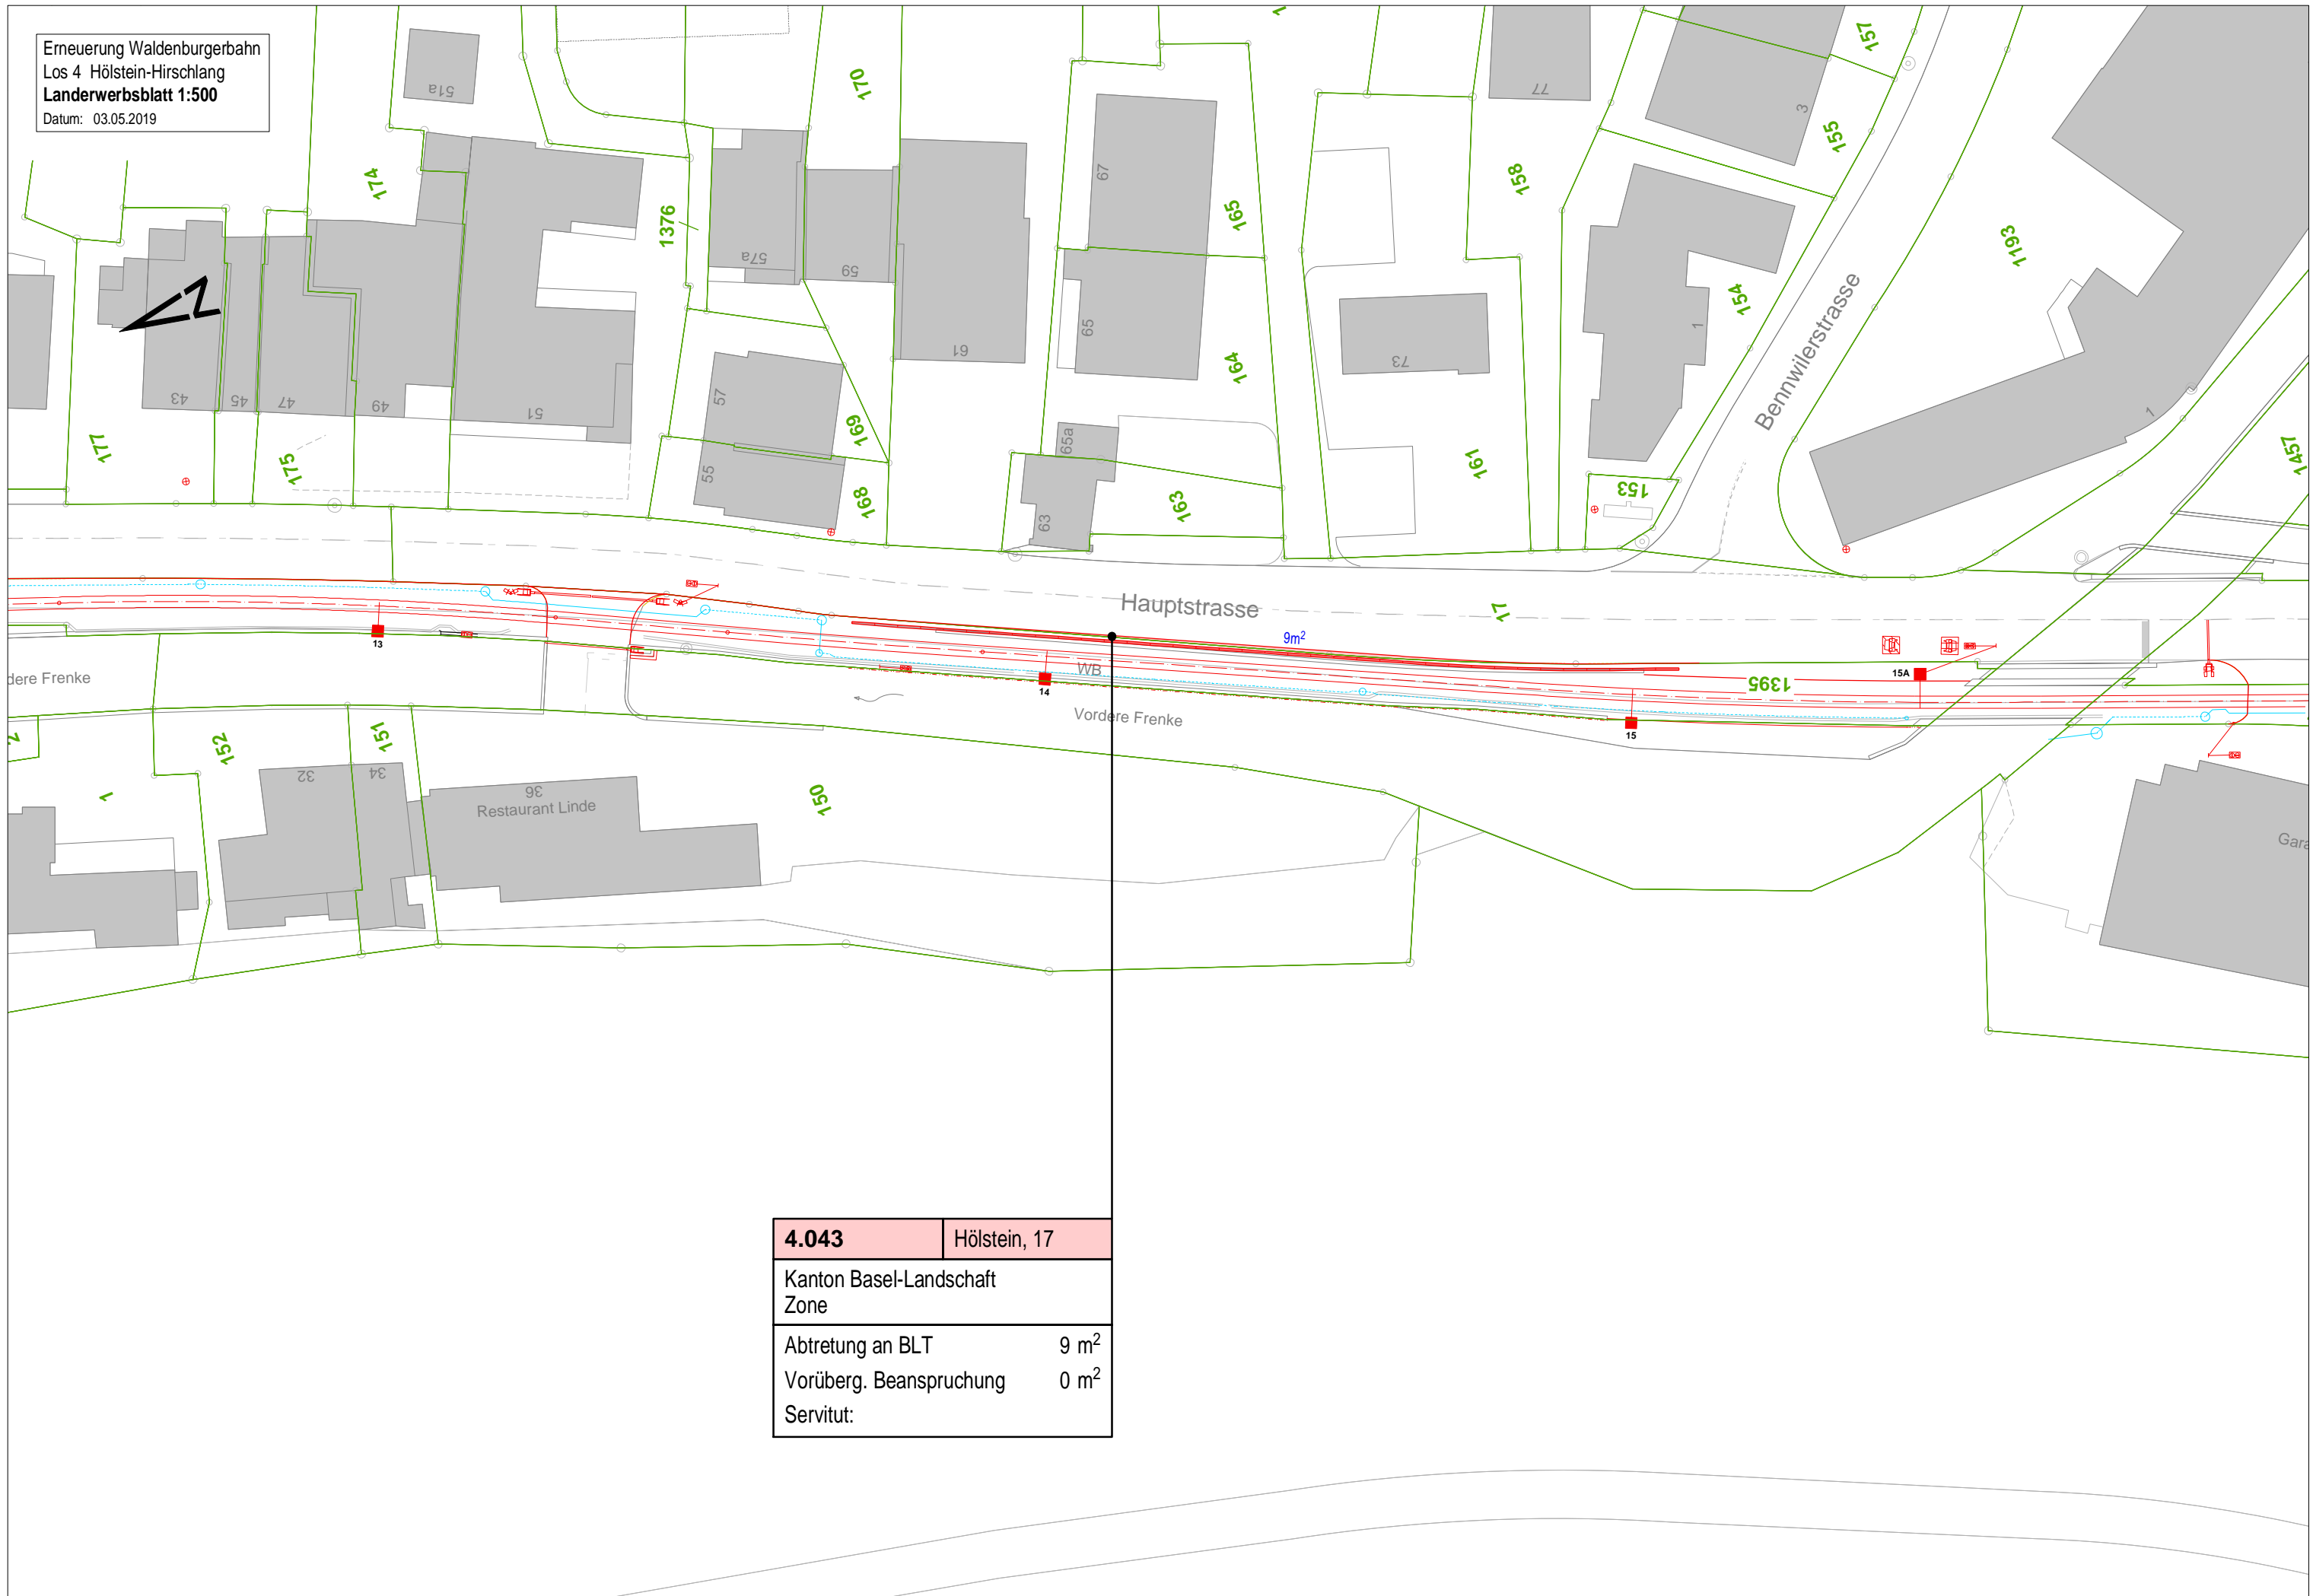 Erneuerung Waldenburgerbahn
Los 4 Hölstein-Hirschlang
Landerwerbsblatt 1:500
Datum: 03.05.2019
51a
170
157
77
3
155
174
67
158
165
1376
57a
59
1193
154
65
1
61
164
73
Bennwilerstrasse
43
45
47
49
51
57
169
1
177
175
55
65a
161
1457
168
63
163
153
Hauptstrasse
17
9m²
13
14
WB
1395
15A
15
dere Frenke
Vordere Frenke
152
151
32
34
36
Restaurant Linde
150
1
Gara
4.043
Hölstein, 17
Kanton Basel-Landschaft
Zone
Abtretung an BLT 9 m²
Vorüberg. Beanspruchung 0 m²
Servitut: